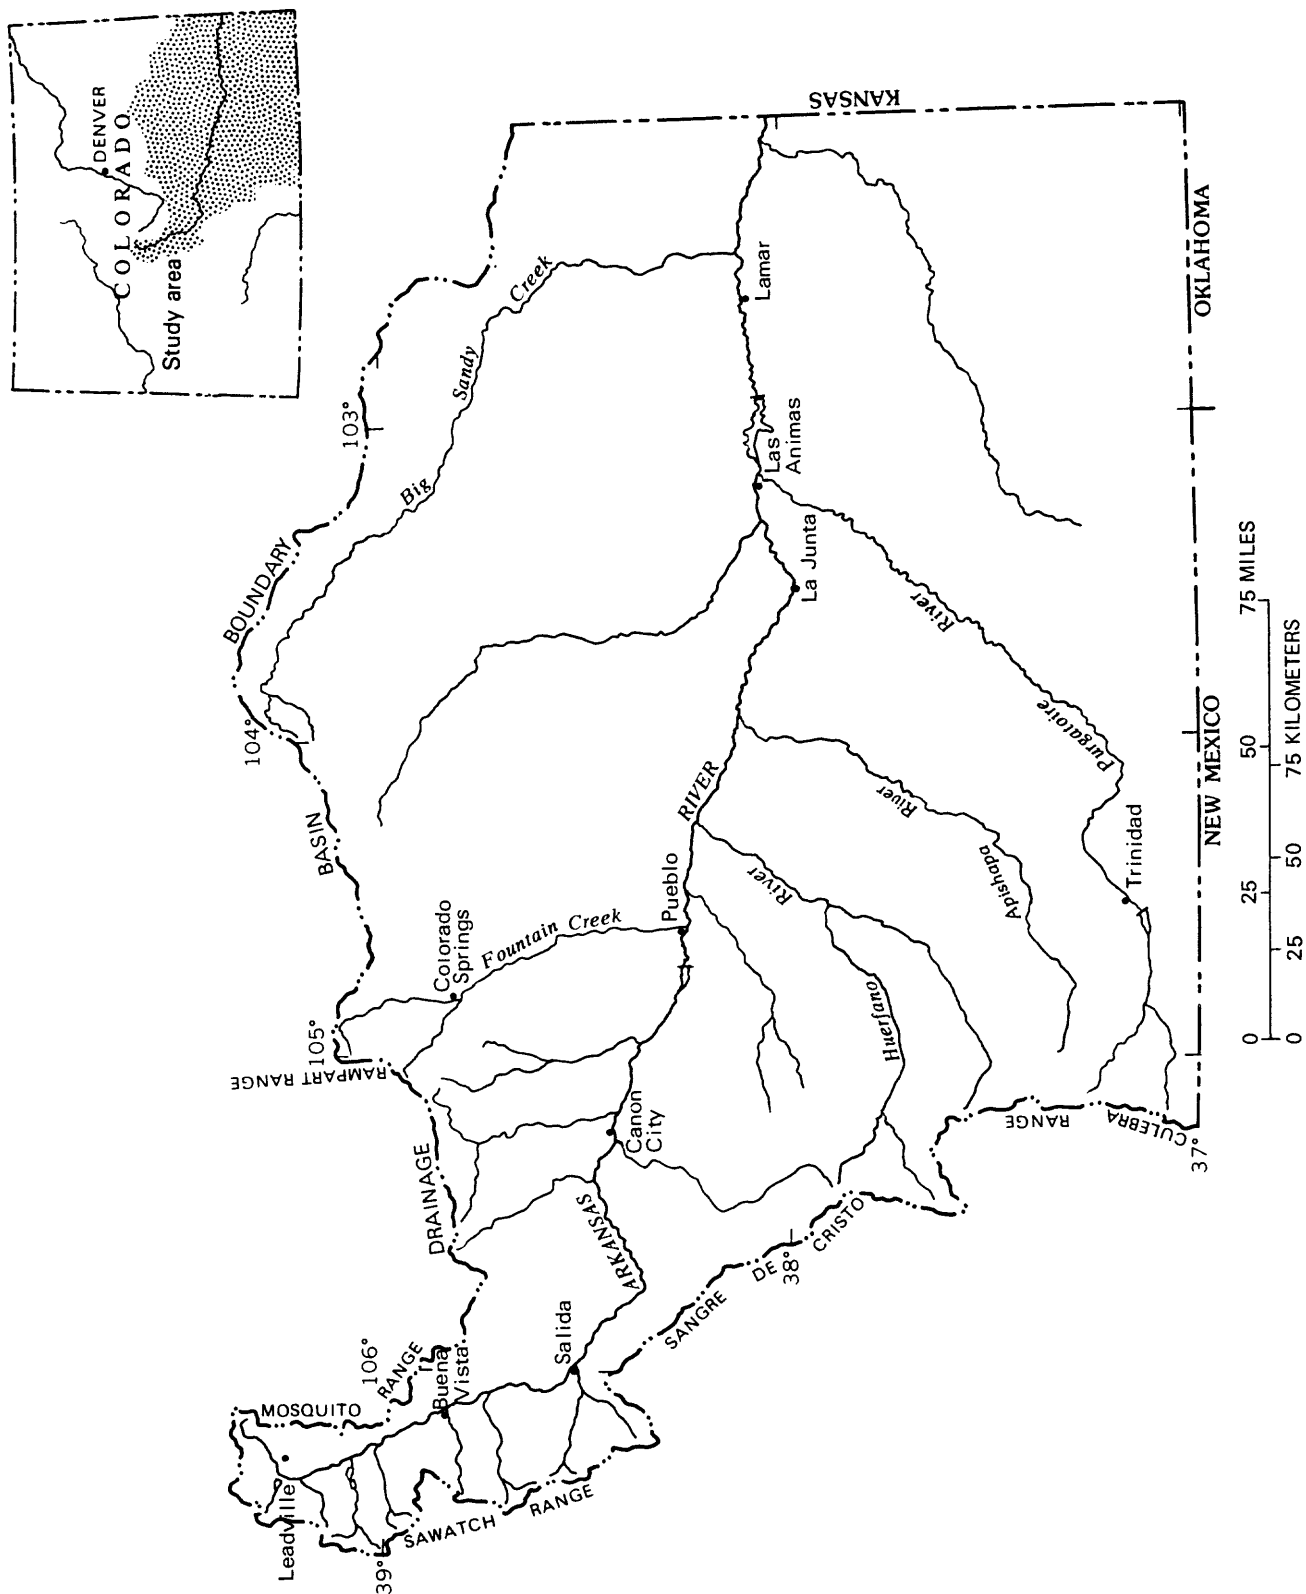 DENVER
COLORADO
Study area
KANSAS
OKLAHOMA
NEW MEXICO
BOUNDARY
BASIN
DRAINAGE
103°
104°
105°
106°
39°
38°
37°
RAMPART RANGE
MOSQUITO
RANGE
SAWATCH
RANGE
SANGRE
DE
CRISTO
RANGE
CULEBRA
Big
Sandy
Creek
Fountain Creek
ARKANSAS
RIVER
Huerfano
River
Apishapa
River
Purgatoire
River
Leadville
Buena
Vista
Salida
Canon
City
Colorado
Springs
Pueblo
La Junta
Las
Animas
Lamar
Trinidad
0 25 50 75 MILES
0 25 50 75 KILOMETERS